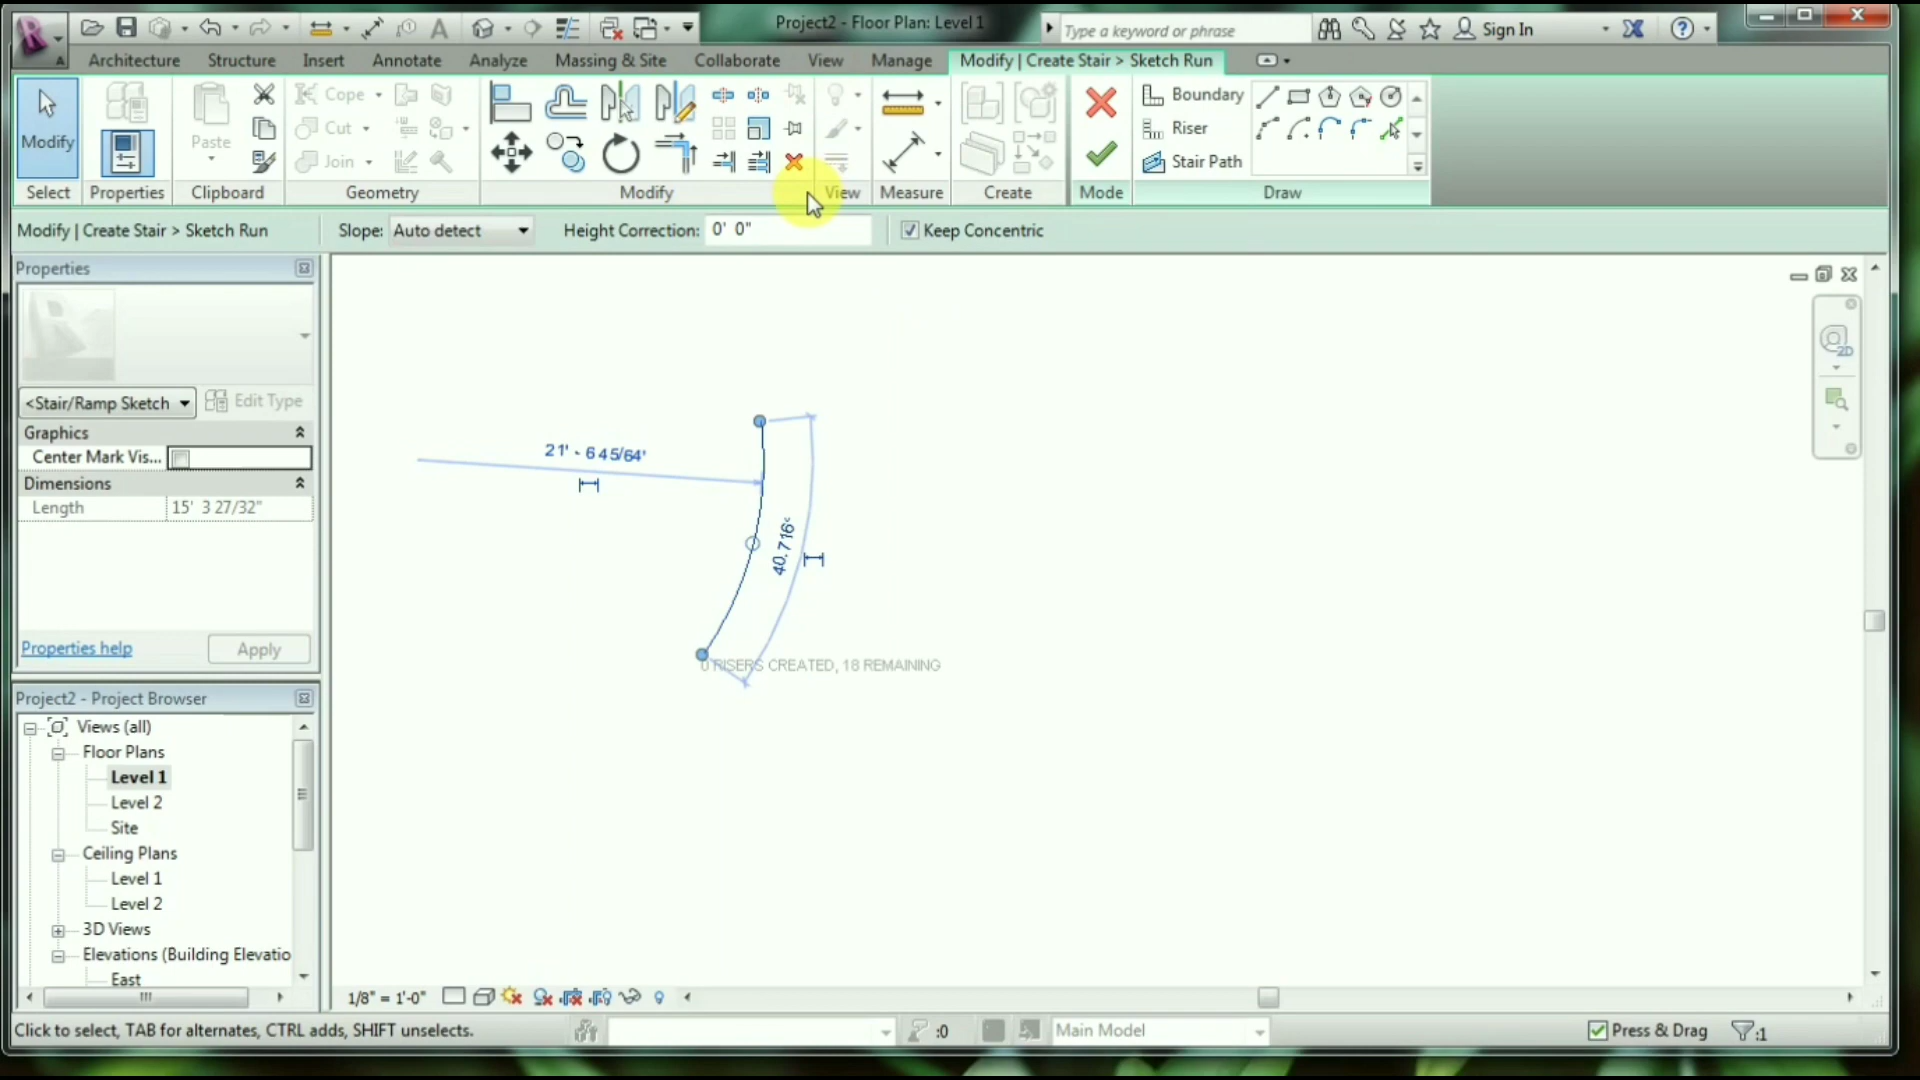 Project2 - Floor Plan: Level 1
Type a keyword or phrase
Sign In
Architecture Structure Insert Annotate Analyze Massing & Site Collaborate View Manage Modify | Create Stair > Sketch Run
Modify
Paste
Cope
Cut
Join
Boundary
Riser
Stair Path
Select Properties Clipboard Geometry Modify View Measure Create Mode Draw
Modify | Create Stair > Sketch Run Slope: Auto detect Height Correction: 0' 0" Keep Concentric
Properties
<Stair/Ramp Sketch Edit Type
Graphics
Center Mark Vis...
Dimensions
Length 15' 3 27/32"
Properties help Apply
Project2 - Project Browser
Views (all)
Floor Plans
Level 1
Level 2
Site
Ceiling Plans
Level 1
Level 2
3D Views
Elevations (Building Elevatio
East
21' - 6 45/64'
40.716
0 RISERS CREATED, 18 REMAINING
2D
1/8" = 1'-0"
Click to select, TAB for alternates, CTRL adds, SHIFT unselects.
:0
Main Model
Press & Drag
:1